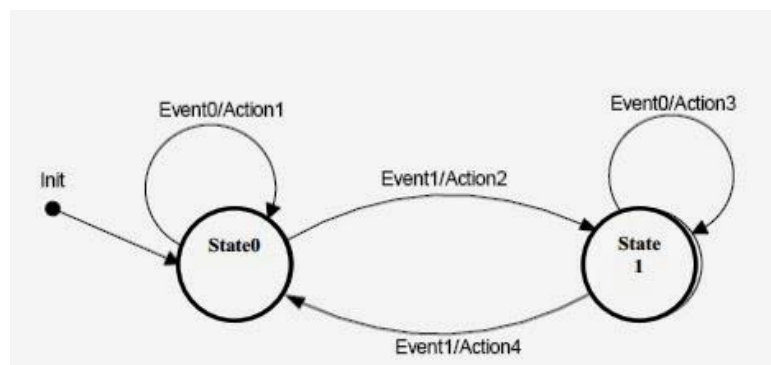 Event0/Action3
Event0/Action1
Init
Event1/Action2
State0
State
1
Event1/Action4